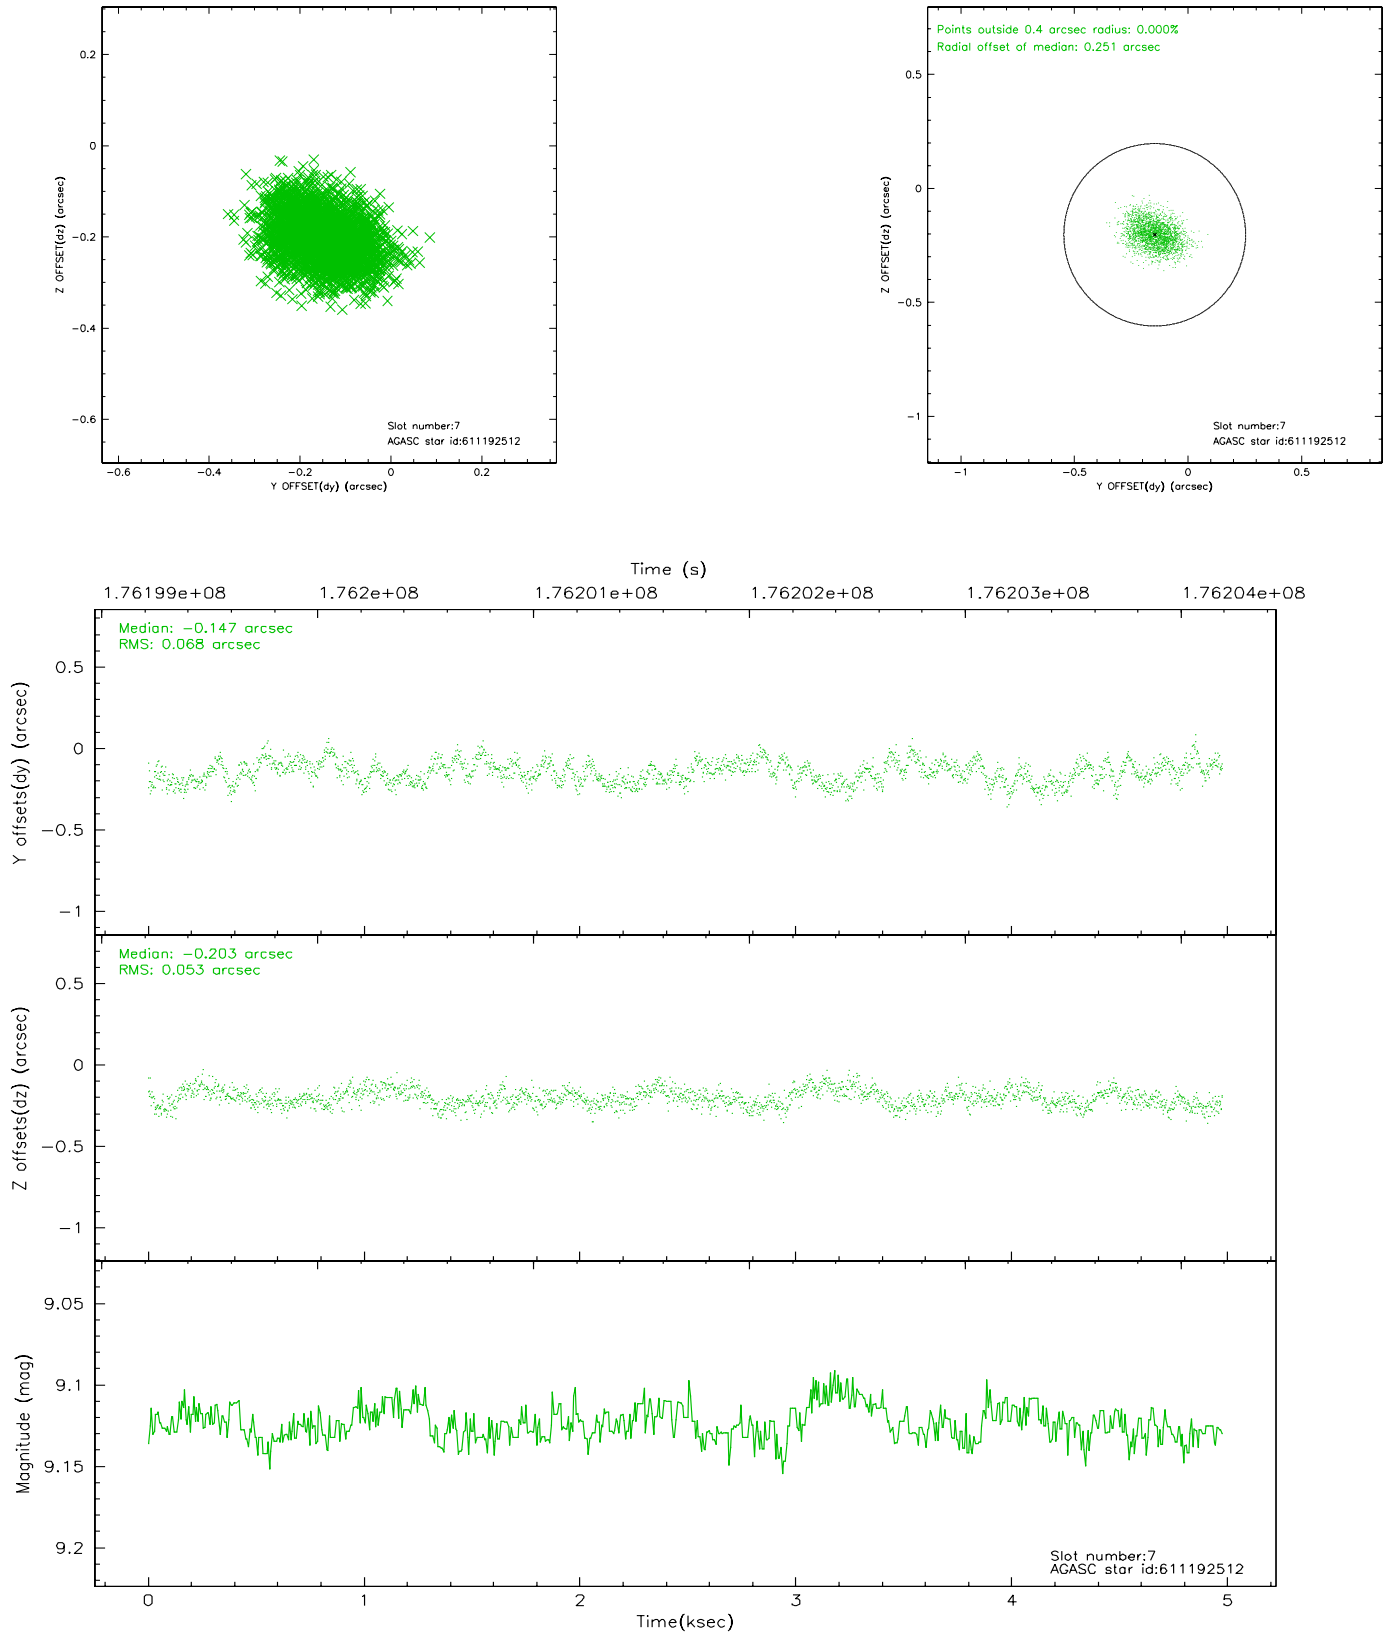 0.2
0
−0.2
−0.4
−0.6
Z OFFSET(dz) (arcsec)
Slot number:7
AGASC star id:611192512
−0.6 −0.4 −0.2 0 0.2
Y OFFSET(dy) (arcsec)
Points outside 0.4 arcsec radius: 0.000%
Radial offset of median: 0.251 arcsec
0.5
0
−0.5
−1
Z OFFSET(dz) (arcsec)
Slot number:7
AGASC star id:611192512
−1 −0.5 0 0.5
Y OFFSET(dy) (arcsec)
Time (s)
1.76199e+08 1.762e+08 1.76201e+08 1.76202e+08 1.76203e+08 1.76204e+08
Median: −0.147 arcsec
RMS: 0.068 arcsec
0.5
0
−0.5
−1
Y offsets(dy) (arcsec)
Median: −0.203 arcsec
RMS: 0.053 arcsec
0.5
0
−0.5
−1
Z offsets(dz) (arcsec)
9.05
9.1
9.15
9.2
Magnitude (mag)
Slot number:7
AGASC star id:611192512
0 1 2 3 4 5
Time(ksec)